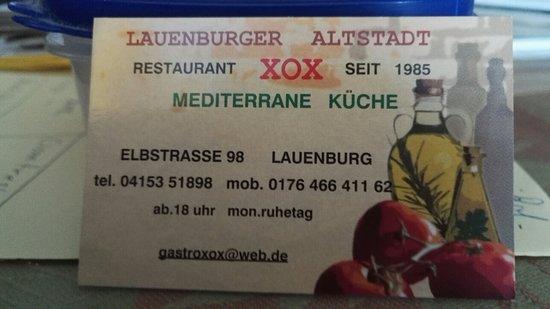 LAUENBURGER ALTSTADT
RESTAURANT XOX SEIT 1985
MEDITERRANE KÜCHE
ELBSTRASSE 98 LAUENBURG
tel. 04153 51898 mob. 0176 466 411 62
ab.18 uhr mon.ruhetag
gastroxox@web.de